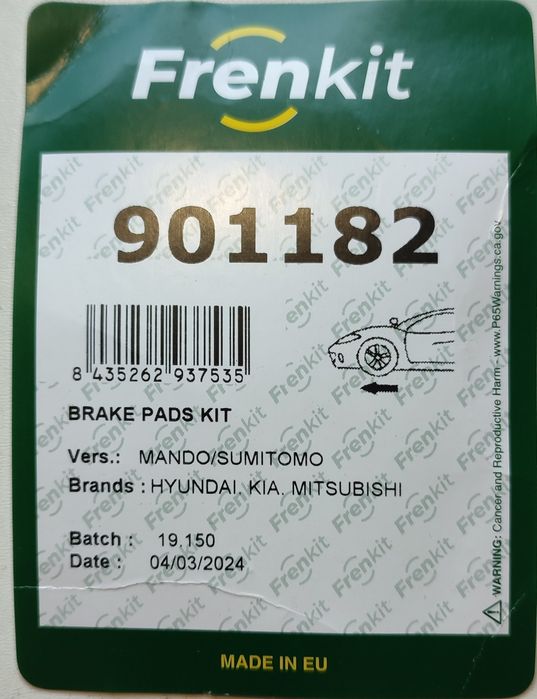 Frenkit
901182
8 435262 937535
BRAKE PADS KIT
Vers.: MANDO/SUMITOMO
Brands : HYUNDAI, KIA, MITSUBISHI
Batch : 19.150
Date : 04/03/2024
WARNING: Cancer and Reproductive Harm - www.P65Warnings.ca.gov
MADE IN EU